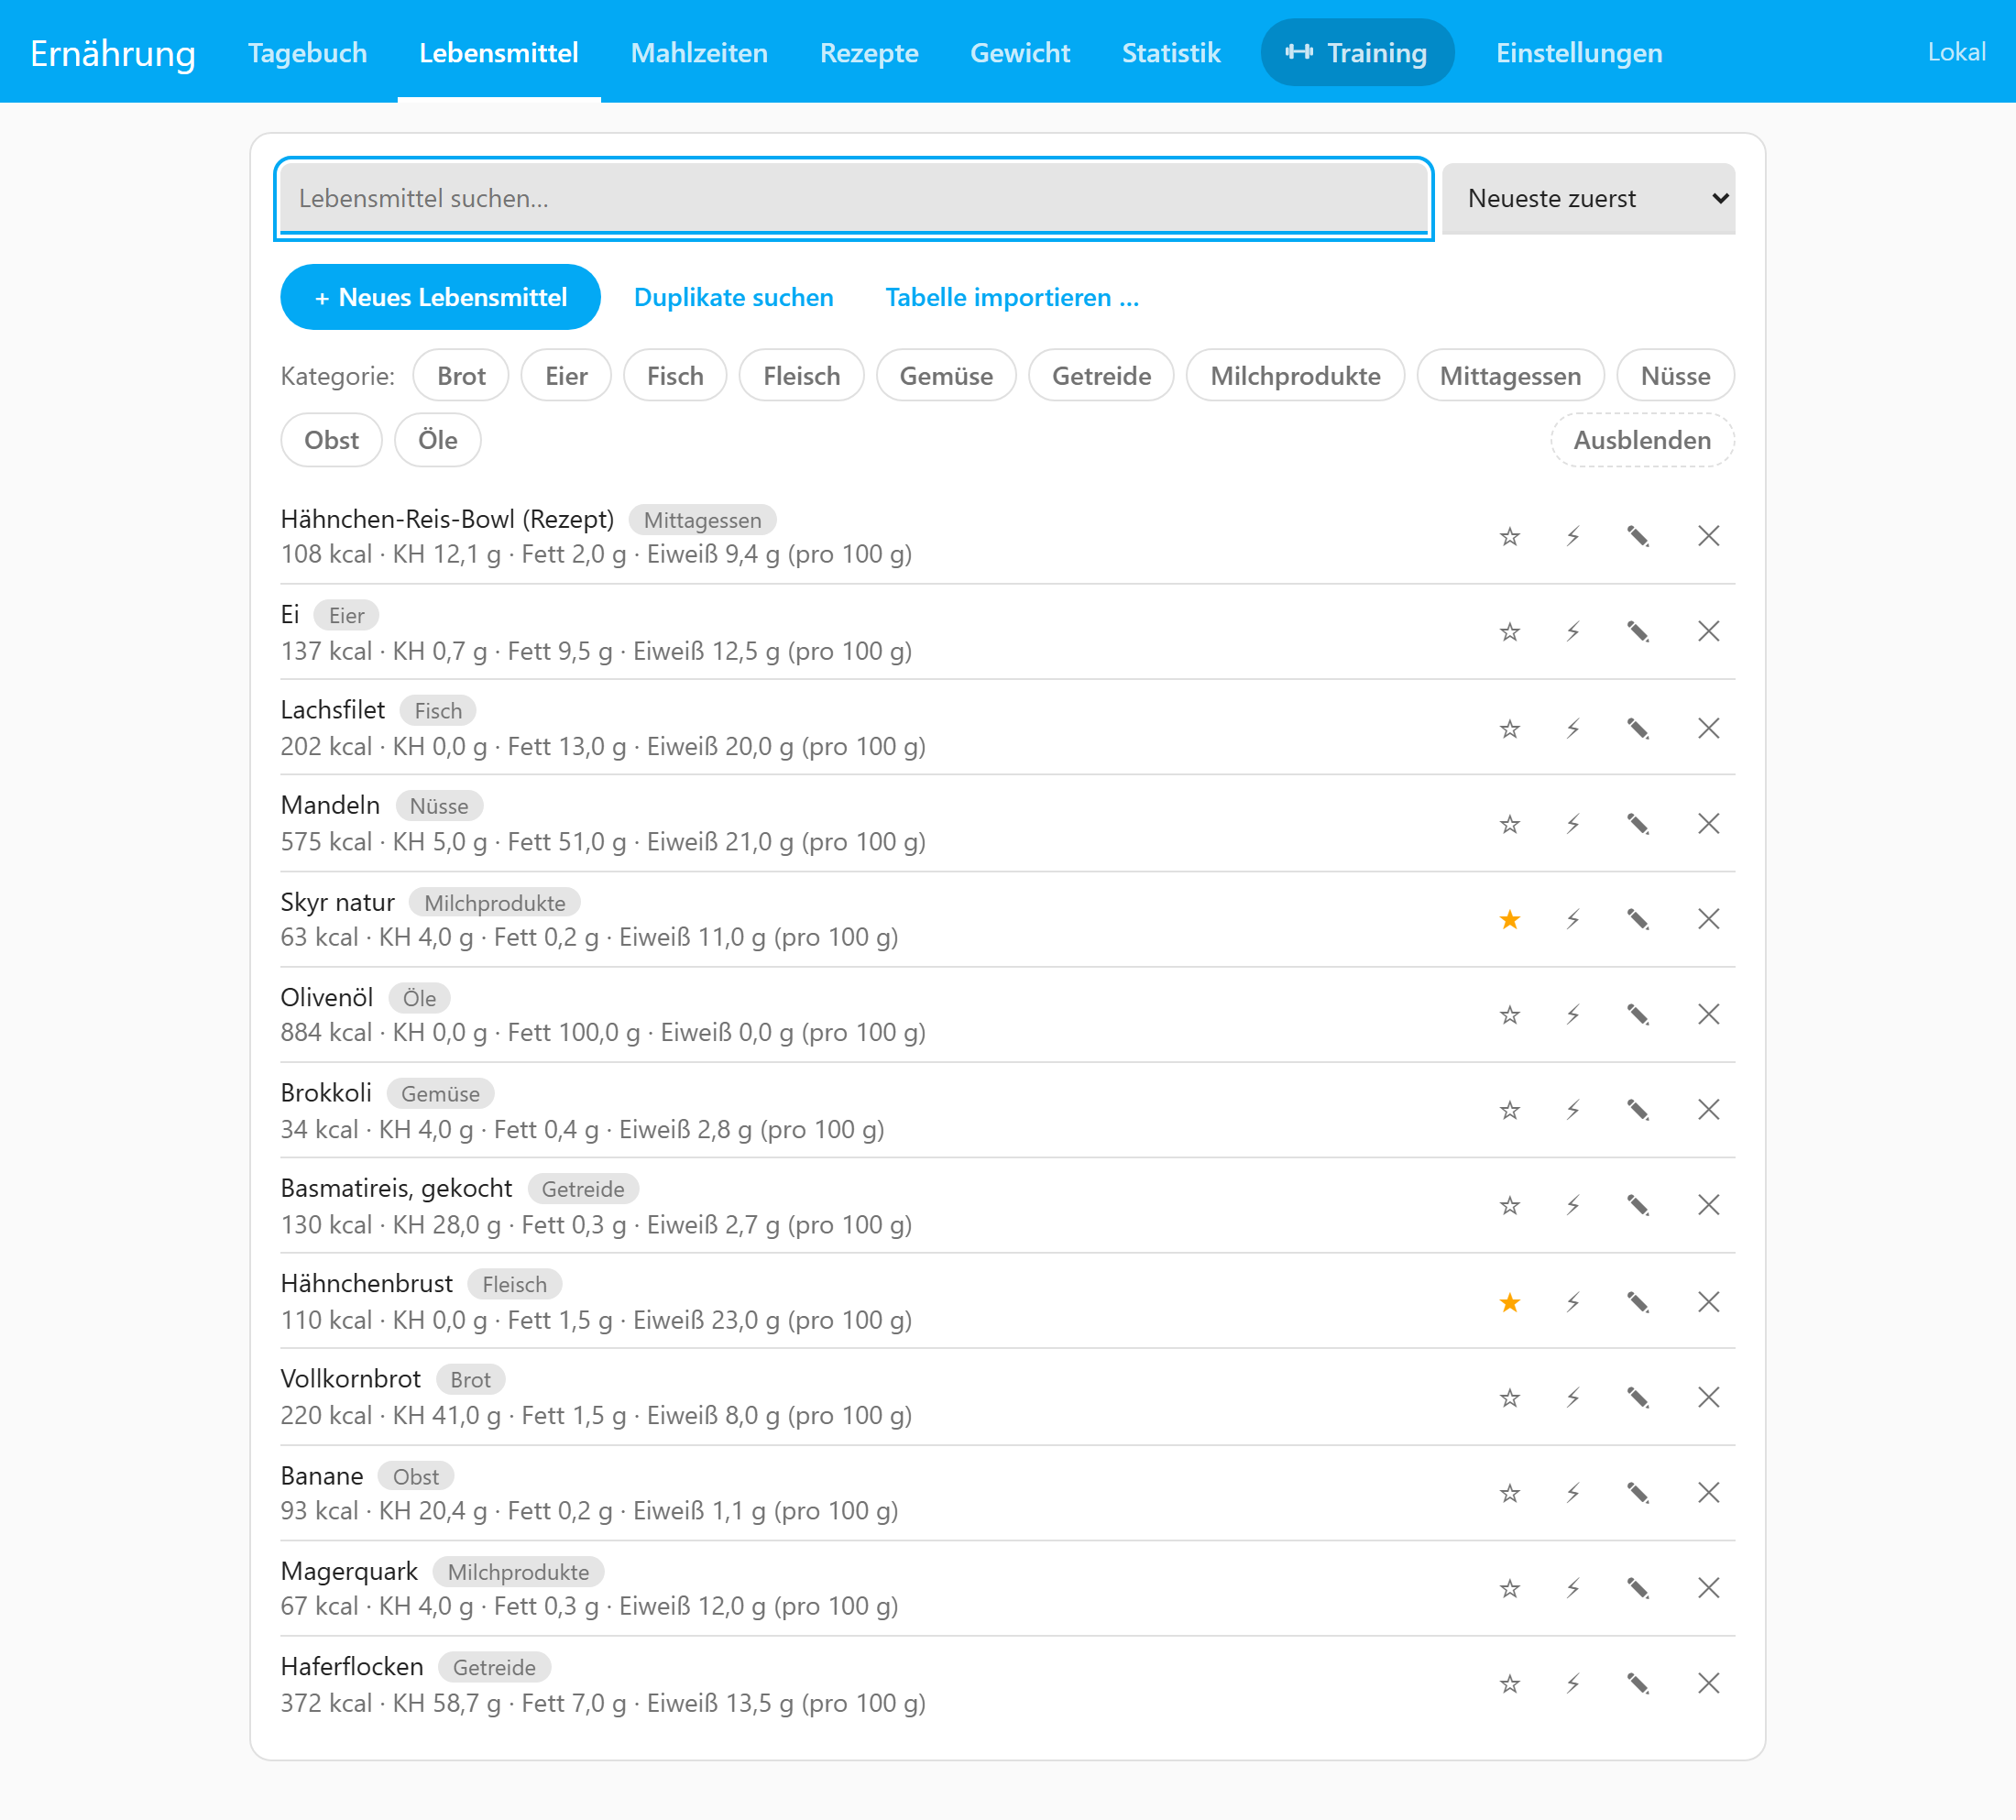 Ernährung Tagebuch Lebensmittel Mahlzeiten Rezepte Gewicht Statistik Training Einstellungen Lokal
Lebensmittel suchen... Neueste zuerst
+ Neues Lebensmittel Duplikate suchen Tabelle importieren ...
Kategorie: Brot Eier Fisch Fleisch Gemüse Getreide Milchprodukte Mittagessen Nüsse
Obst Öle Ausblenden
Hähnchen-Reis-Bowl (Rezept) Mittagessen
108 kcal · KH 12,1 g · Fett 2,0 g · Eiweiß 9,4 g (pro 100 g)
Ei Eier
137 kcal · KH 0,7 g · Fett 9,5 g · Eiweiß 12,5 g (pro 100 g)
Lachsfilet Fisch
202 kcal · KH 0,0 g · Fett 13,0 g · Eiweiß 20,0 g (pro 100 g)
Mandeln Nüsse
575 kcal · KH 5,0 g · Fett 51,0 g · Eiweiß 21,0 g (pro 100 g)
Skyr natur Milchprodukte
63 kcal · KH 4,0 g · Fett 0,2 g · Eiweiß 11,0 g (pro 100 g)
Olivenöl Öle
884 kcal · KH 0,0 g · Fett 100,0 g · Eiweiß 0,0 g (pro 100 g)
Brokkoli Gemüse
34 kcal · KH 4,0 g · Fett 0,4 g · Eiweiß 2,8 g (pro 100 g)
Basmatireis, gekocht Getreide
130 kcal · KH 28,0 g · Fett 0,3 g · Eiweiß 2,7 g (pro 100 g)
Hähnchenbrust Fleisch
110 kcal · KH 0,0 g · Fett 1,5 g · Eiweiß 23,0 g (pro 100 g)
Vollkornbrot Brot
220 kcal · KH 41,0 g · Fett 1,5 g · Eiweiß 8,0 g (pro 100 g)
Banane Obst
93 kcal · KH 20,4 g · Fett 0,2 g · Eiweiß 1,1 g (pro 100 g)
Magerquark Milchprodukte
67 kcal · KH 4,0 g · Fett 0,3 g · Eiweiß 12,0 g (pro 100 g)
Haferflocken Getreide
372 kcal · KH 58,7 g · Fett 7,0 g · Eiweiß 13,5 g (pro 100 g)